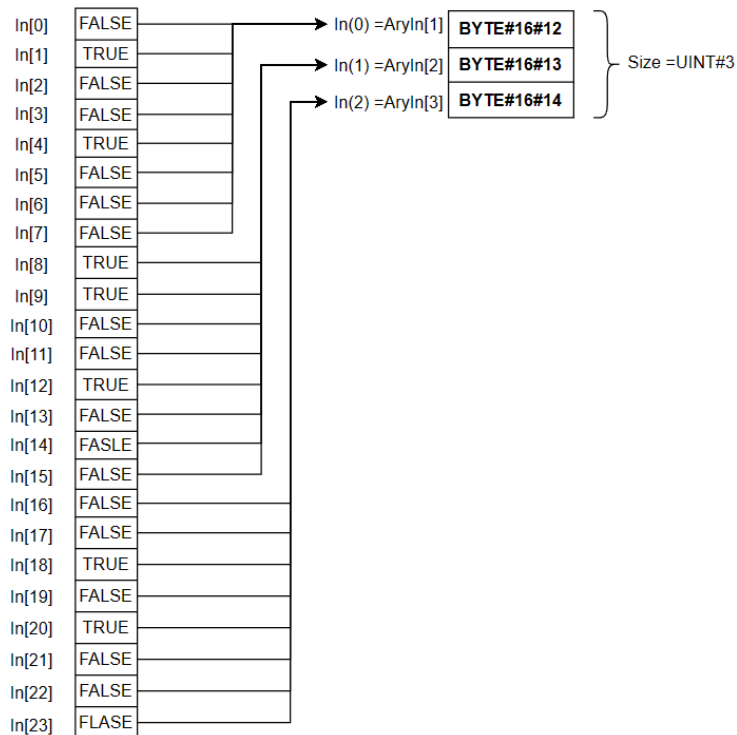 In[0] FALSE In(0) =AryIn[1] BYTE#16#12
In[1] TRUE In(1) =AryIn[2] BYTE#16#13 Size =UINT#3
In[2] FALSE In(2) =AryIn[3] BYTE#16#14
In[3] FALSE
In[4] TRUE
In[5] FALSE
In[6] FALSE
In[7] FALSE
In[8] TRUE
In[9] TRUE
In[10] FALSE
In[11] FALSE
In[12] TRUE
In[13] FALSE
In[14] FASLE
In[15] FALSE
In[16] FALSE
In[17] FALSE
In[18] TRUE
In[19] FALSE
In[20] TRUE
In[21] FALSE
In[22] FALSE
In[23] FLASE